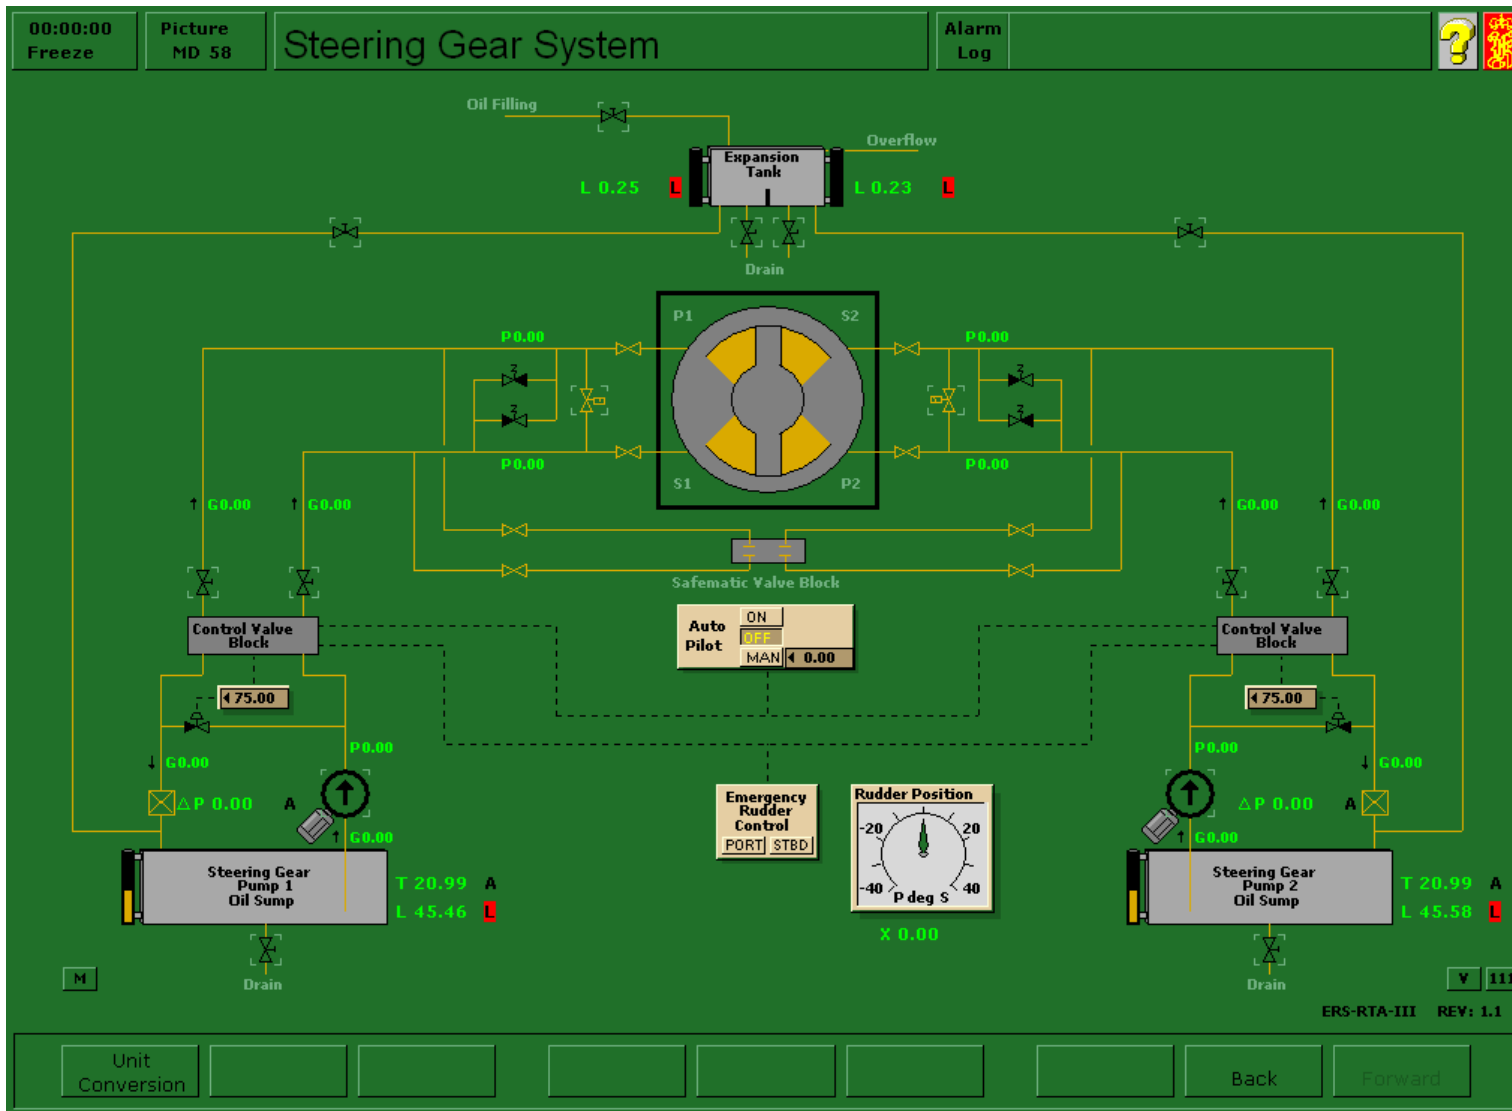 00:00:00
Freeze
Picture
MD 58
Steering Gear System
Alarm
Log
?
Oil Filling
Overflow
Expansion
Tank
L 0.25 L
L 0.23 L
Drain
P1
S2
P0.00
P0.00
Z
Z
Z
Z
P0.00
P0.00
S1
P2
G0.00
G0.00
G0.00
G0.00
Safematic Valve Block
Control Valve
Block
Auto
Pilot
ON
OFF
MAN
0.00
Control Valve
Block
75.00
75.00
P0.00
G0.00
P0.00
G0.00
△P 0.00 A
△P 0.00 A
G0.00
G0.00
Emergency
Rudder
Control
PORT STBD
Rudder Position
-20 20
-40 40
P deg S
X 0.00
Steering Gear
Pump 1
Oil Sump
T 20.99 A
L 45.46 L
Steering Gear
Pump 2
Oil Sump
T 20.99 A
L 45.58 L
Drain
Drain
M
V
111
ERS-RTA-III REV: 1.1
Unit
Conversion
Back
Forward